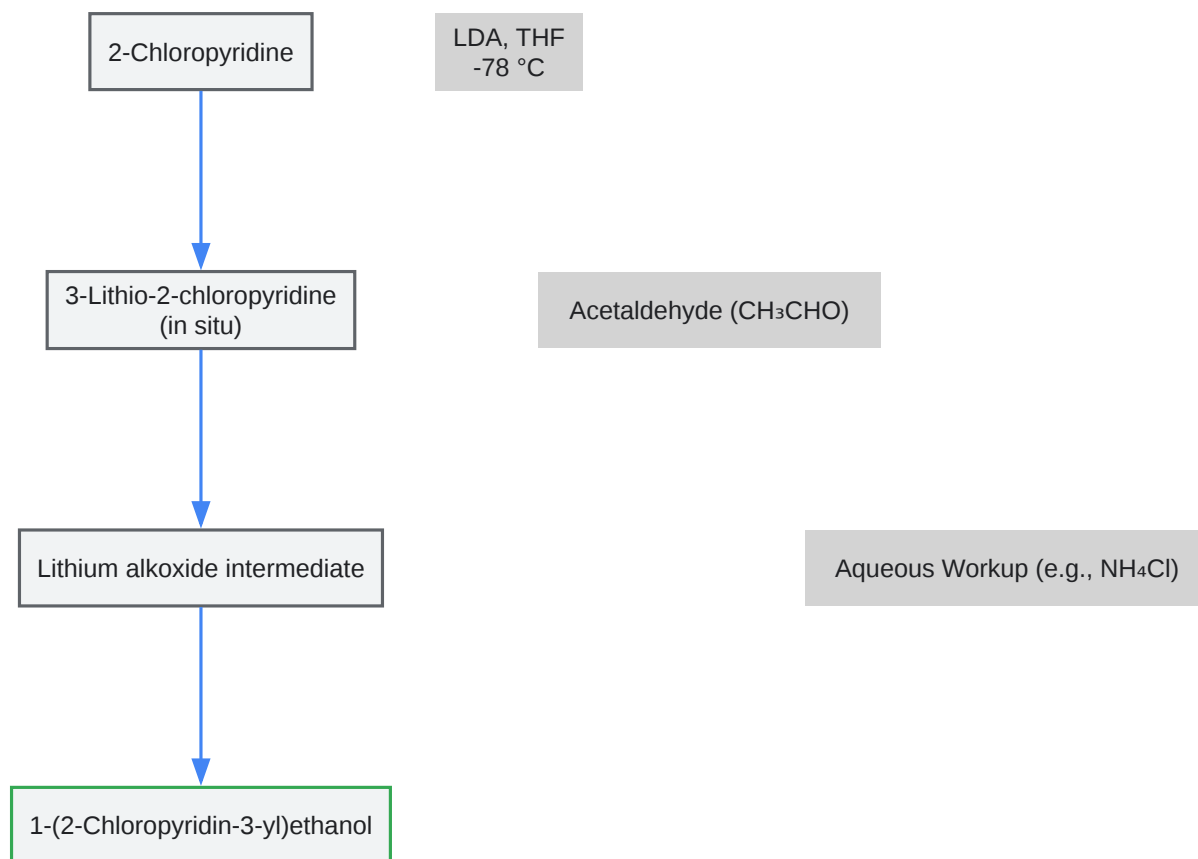 2-Chloropyridine
LDA, THF
-78 °C
3-Lithio-2-chloropyridine
(in situ)
Acetaldehyde (CH₃CHO)
Lithium alkoxide intermediate
Aqueous Workup (e.g., NH₄Cl)
1-(2-Chloropyridin-3-yl)ethanol